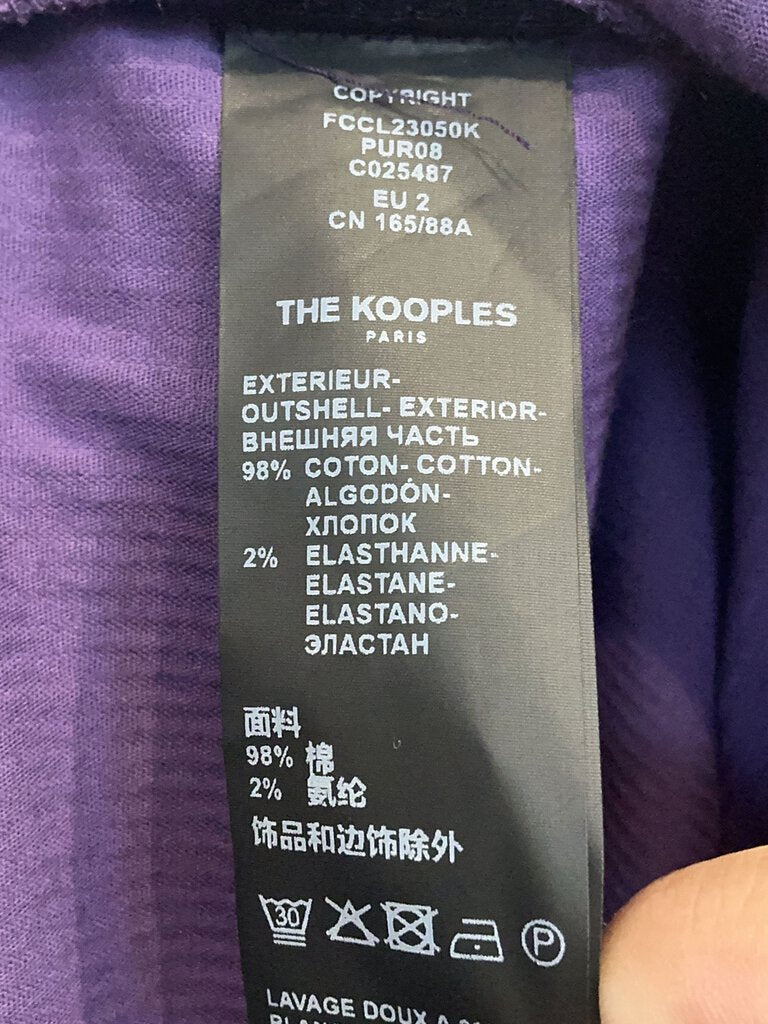 COPYRIGHT
FCCL23050K
PUR08
C025487
EU 2
CN 165/88A
THE KOOPLES
PARIS
EXTERIEUR-
OUTSHELL- EXTERIOR-
ВНЕШНЯЯ ЧАСТЬ
98% COTON- COTTON-
ALGODÓN-
ХЛОПОК
2% ELASTHANNE-
ELASTANE-
ELASTANO-
ЭЛАСТАН
面料
98% 棉
2% 氨纶
饰品和边饰除外
30 P
LAVAGE DOUX A